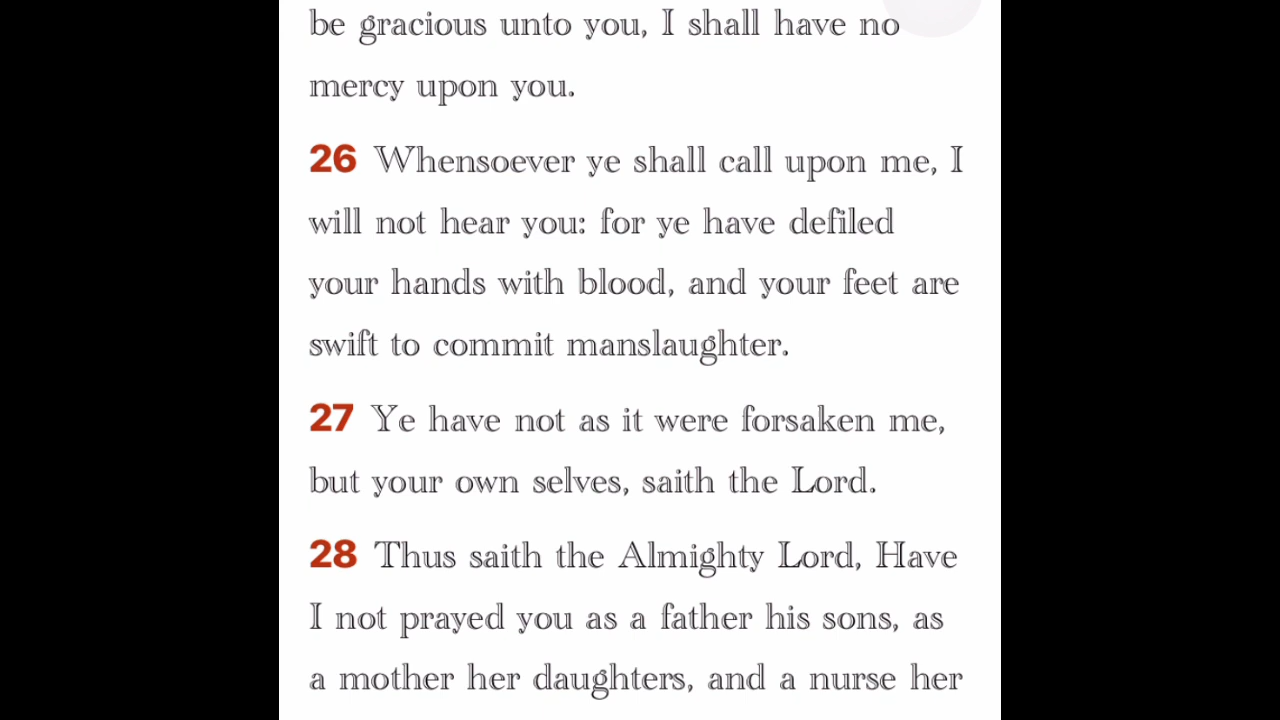 be gracious unto you, I shall have no
mercy upon you.
26 Whensoever ye shall call upon me, I
will not hear you: for ye have defiled
your hands with blood, and your feet are
swift to commit manslaughter.
27 Ye have not as it were forsaken me,
but your own selves, saith the Lord.
28 Thus saith the Almighty Lord, Have
I not prayed you as a father his sons, as
a mother her daughters, and a nurse her